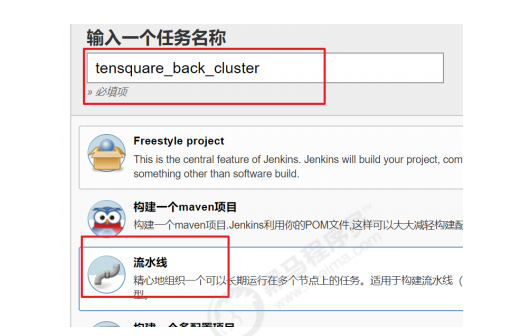 输入一个任务名称
tensquare_back_cluster
» 必填项
Freestyle project
This is the central feature of Jenkins. Jenkins will build your project, com
something other than software build.
构建一个maven项目
构建一个maven项目.Jenkins利用你的POM文件,这样可以大大减轻构建配
流水线
精心地组织一个可以长期运行在多个节点上的任务。适用于构建流水线（
型。
构建一个多配置项目